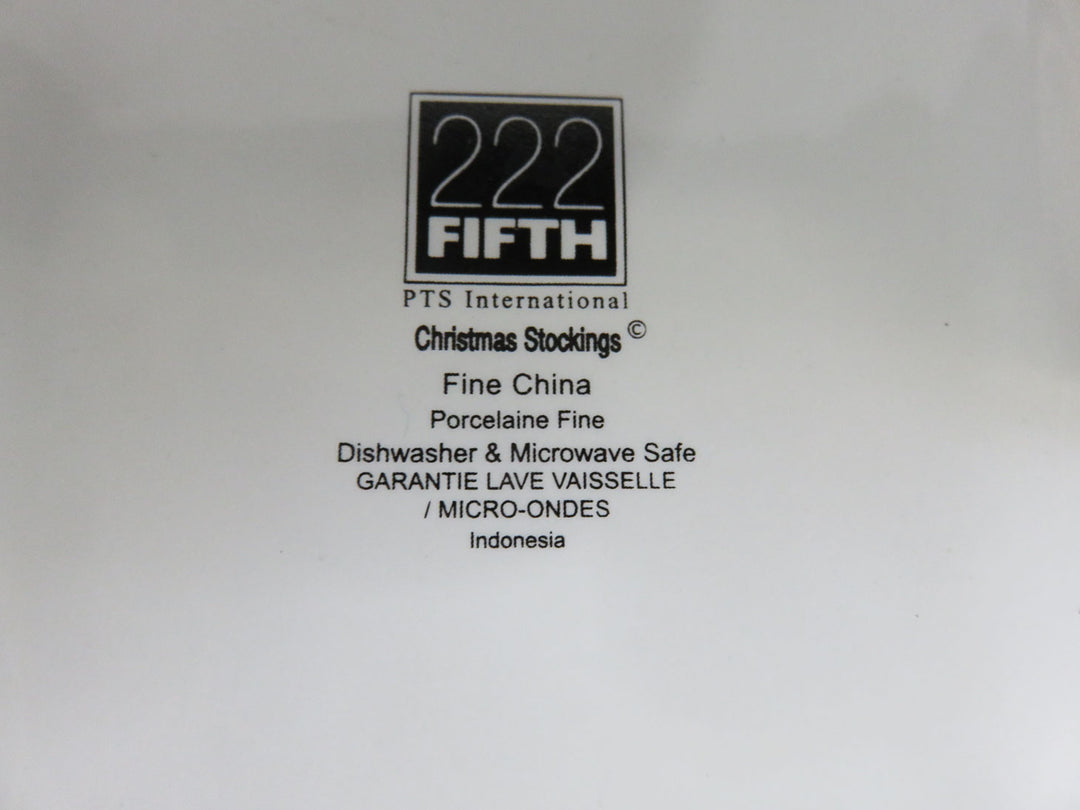 222
FIFTH
PTS International
Christmas Stockings ©
Fine China
Porcelaine Fine
Dishwasher & Microwave Safe
GARANTIE LAVE VAISSELLE
/ MICRO-ONDES
Indonesia